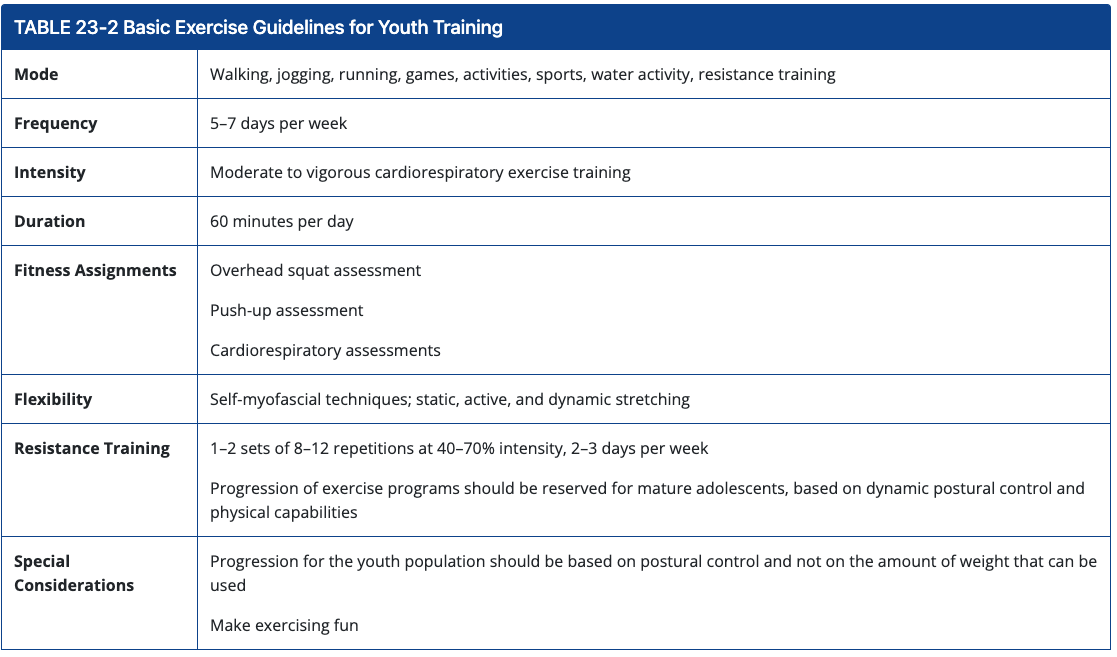 TABLE 23-2 Basic Exercise Guidelines for Youth Training
Mode
Walking, jogging, running, games, activities, sports, water activity, resistance training
Frequency
5–7 days per week
Intensity
Moderate to vigorous cardiorespiratory exercise training
Duration
60 minutes per day
Fitness Assignments
Overhead squat assessment
Push-up assessment
Cardiorespiratory assessments
Flexibility
Self-myofascial techniques; static, active, and dynamic stretching
Resistance Training
1–2 sets of 8–12 repetitions at 40–70% intensity, 2–3 days per week
Progression of exercise programs should be reserved for mature adolescents, based on dynamic postural control and
physical capabilities
Special
Considerations
Progression for the youth population should be based on postural control and not on the amount of weight that can be
used
Make exercising fun